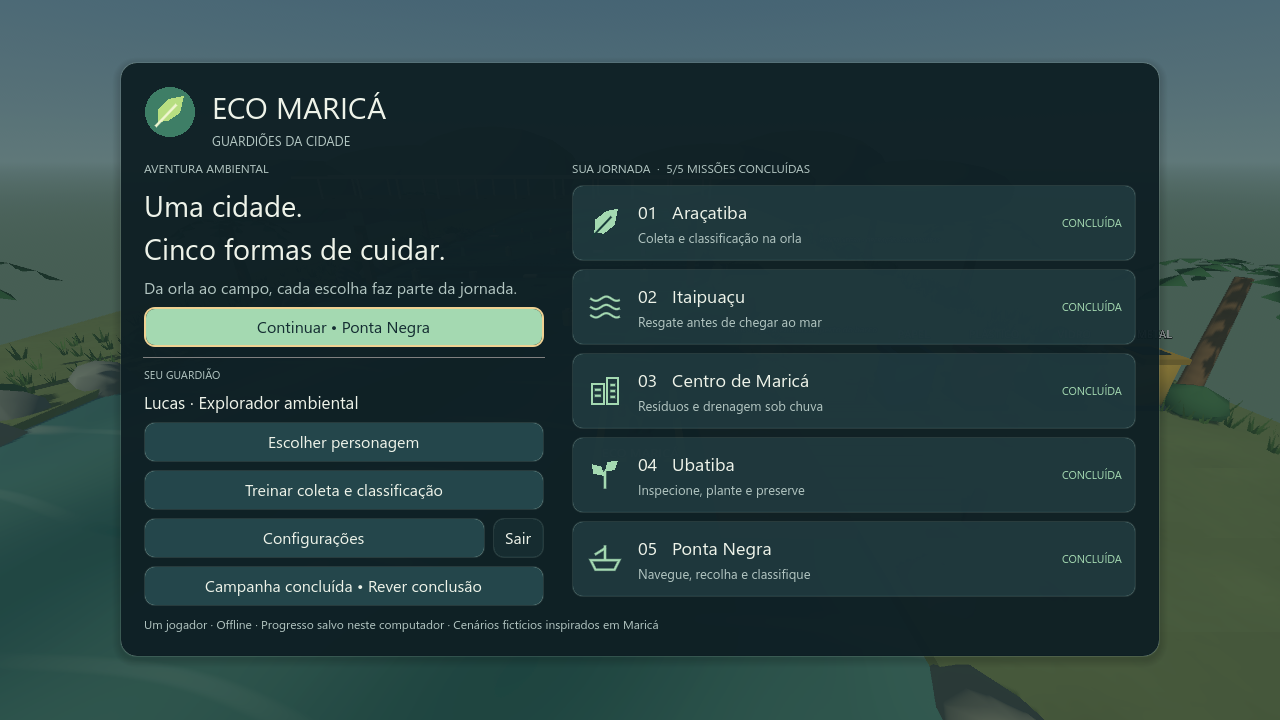 ECO MARICÁ
GUARDIÕES DA CIDADE
AVENTURA AMBIENTAL
Uma cidade.
Cinco formas de cuidar.
Da orla ao campo, cada escolha faz parte da jornada.
Continuar • Ponta Negra
SEU GUARDIÃO
Lucas · Explorador ambiental
Escolher personagem
Treinar coleta e classificação
Configurações
Sair
Campanha concluída • Rever conclusão
SUA JORNADA · 5/5 MISSÕES CONCLUÍDAS
01 Araçatiba
Coleta e classificação na orla
CONCLUÍDA
02 Itaipuaçu
Resgate antes de chegar ao mar
CONCLUÍDA
03 Centro de Maricá
Resíduos e drenagem sob chuva
CONCLUÍDA
04 Ubatiba
Inspecione, plante e preserve
CONCLUÍDA
05 Ponta Negra
Navegue, recolha e classifique
CONCLUÍDA
Um jogador · Offline · Progresso salvo neste computador · Cenários fictícios inspirados em Maricá